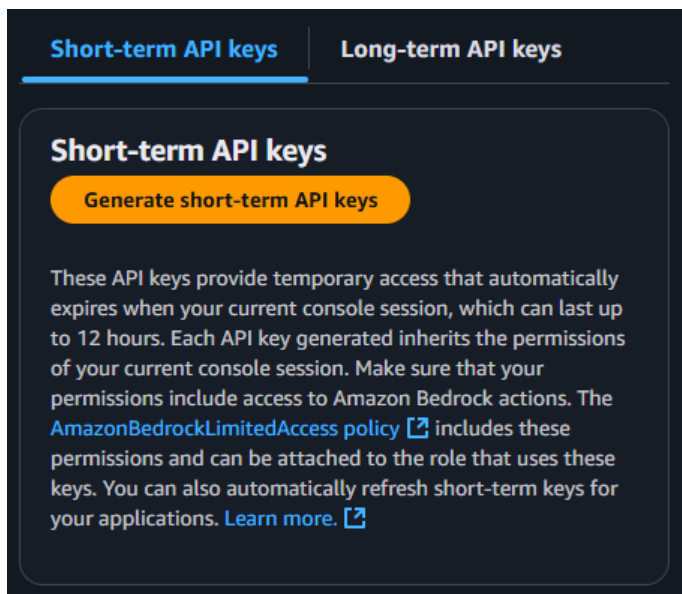 Short-term API keys
Long-term API keys
Short-term API keys
Generate short-term API keys
These API keys provide temporary access that automatically
expires when your current console session, which can last up
to 12 hours. Each API key generated inherits the permissions
of your current console session. Make sure that your
permissions include access to Amazon Bedrock actions. The
AmazonBedrockLimitedAccess policy includes these
permissions and can be attached to the role that uses these
keys. You can also automatically refresh short-term keys for
your applications. Learn more.